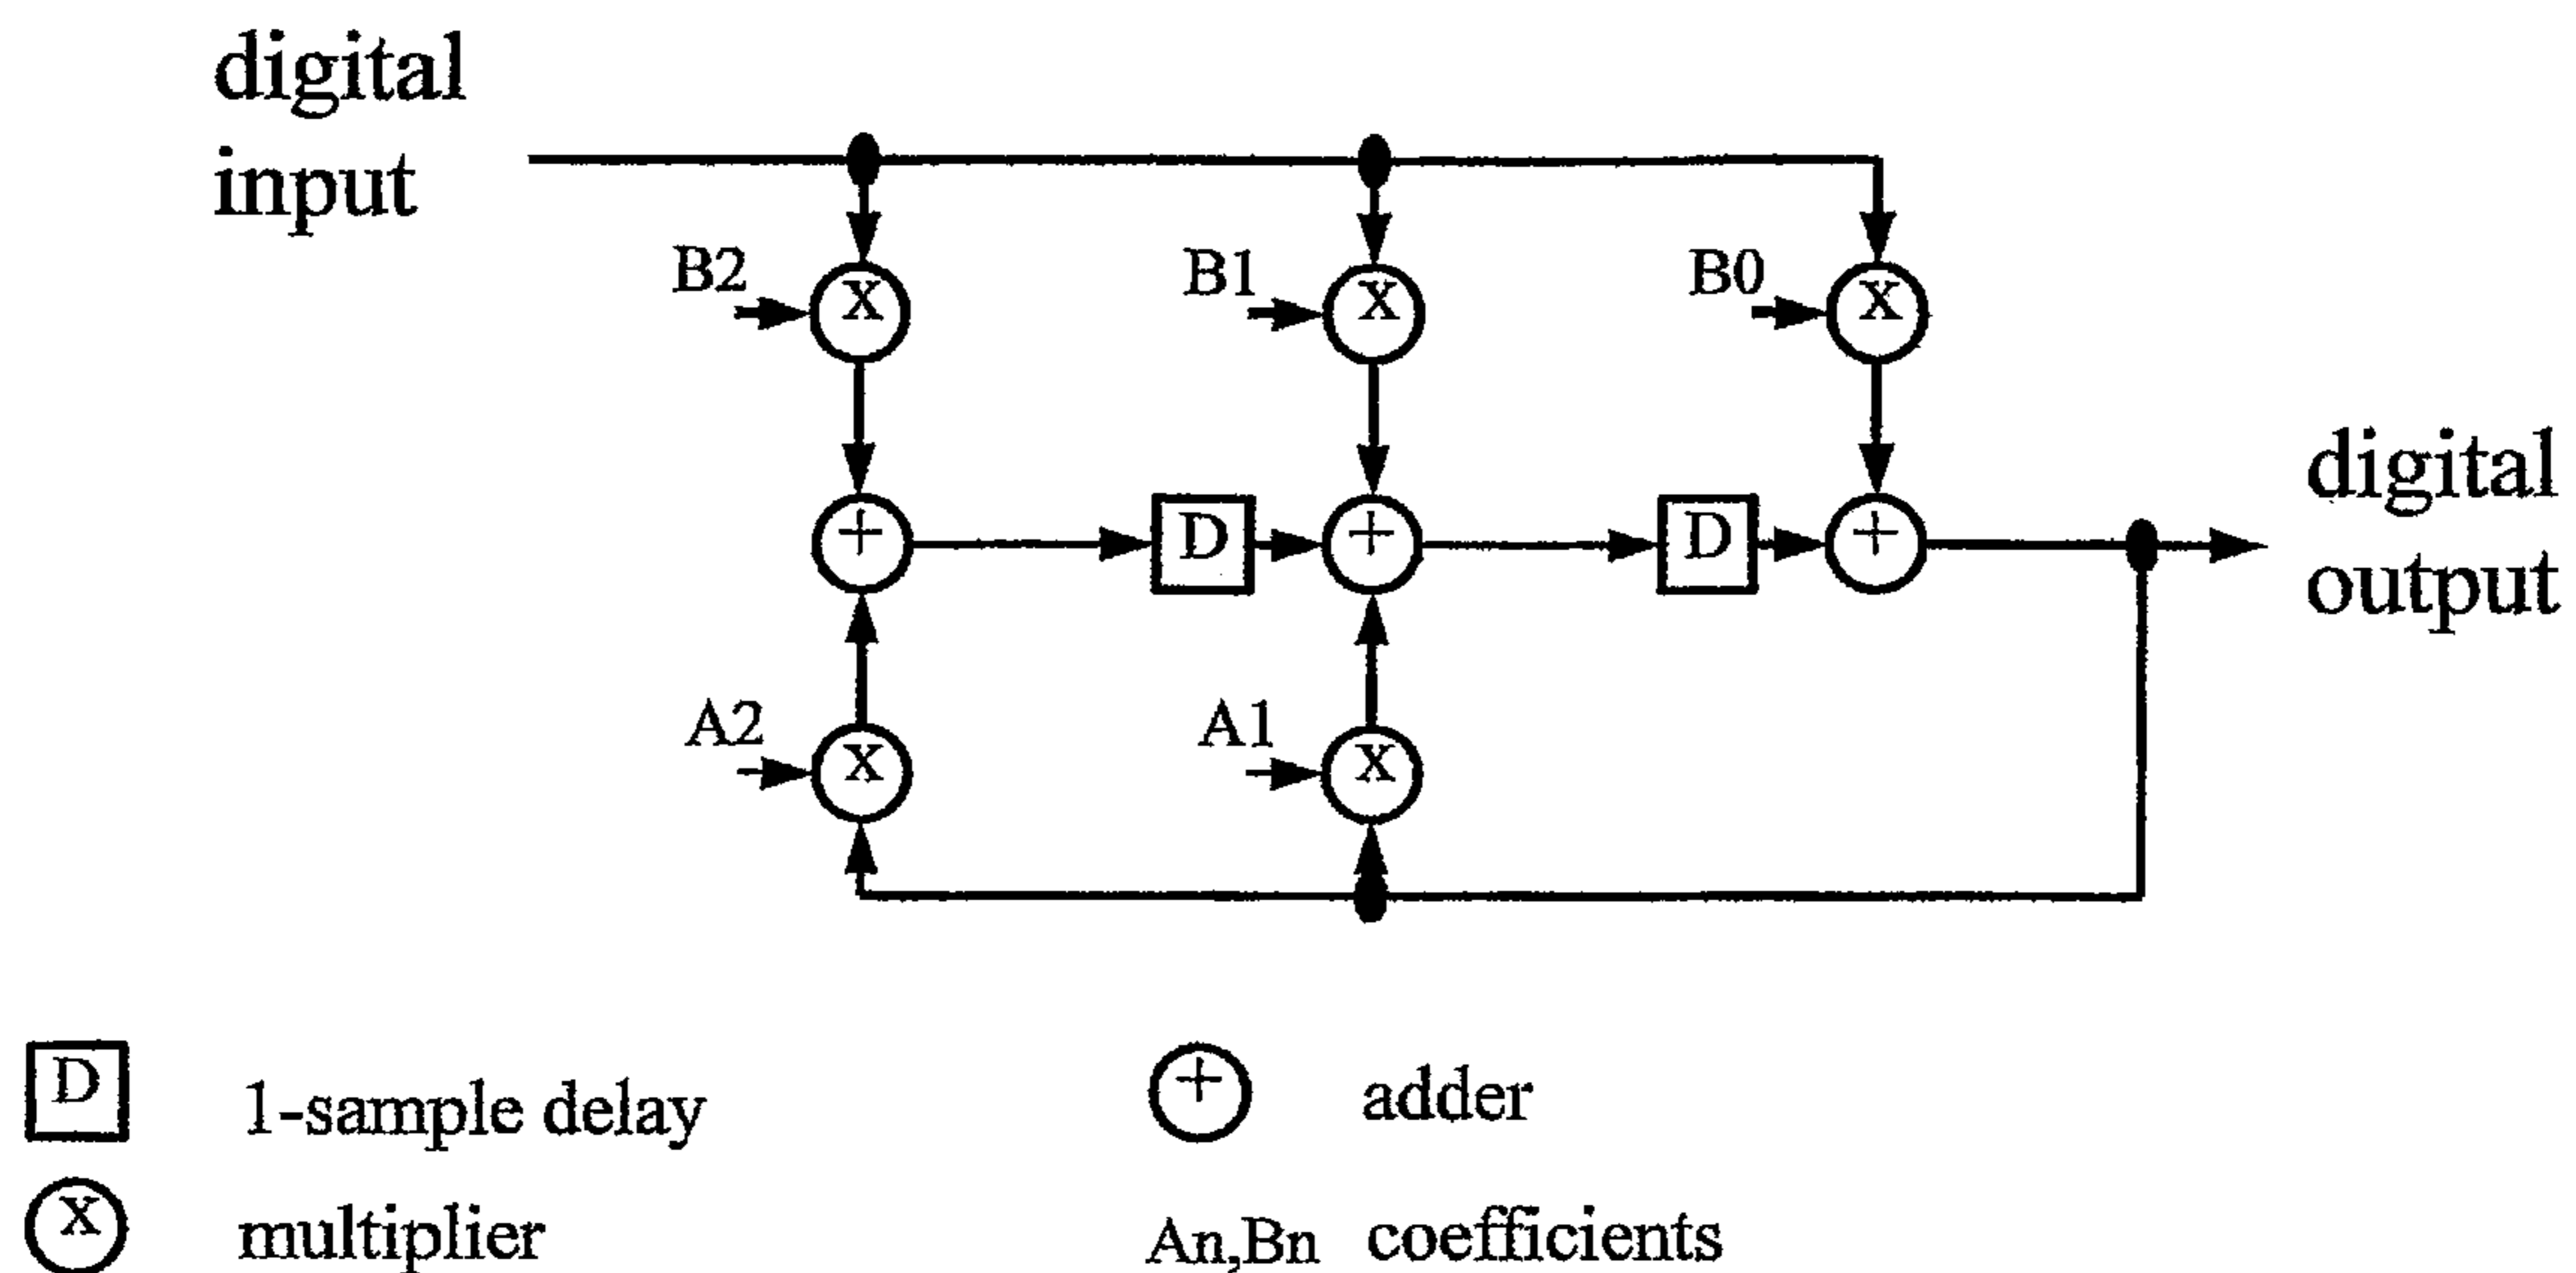 digital
input
B2
X
B1
X
B0
X
+
D
+
D
+
digital
output
A2
X
A1
X
D
1-sample delay
+
adder
X
multiplier
An,Bn
coefficients